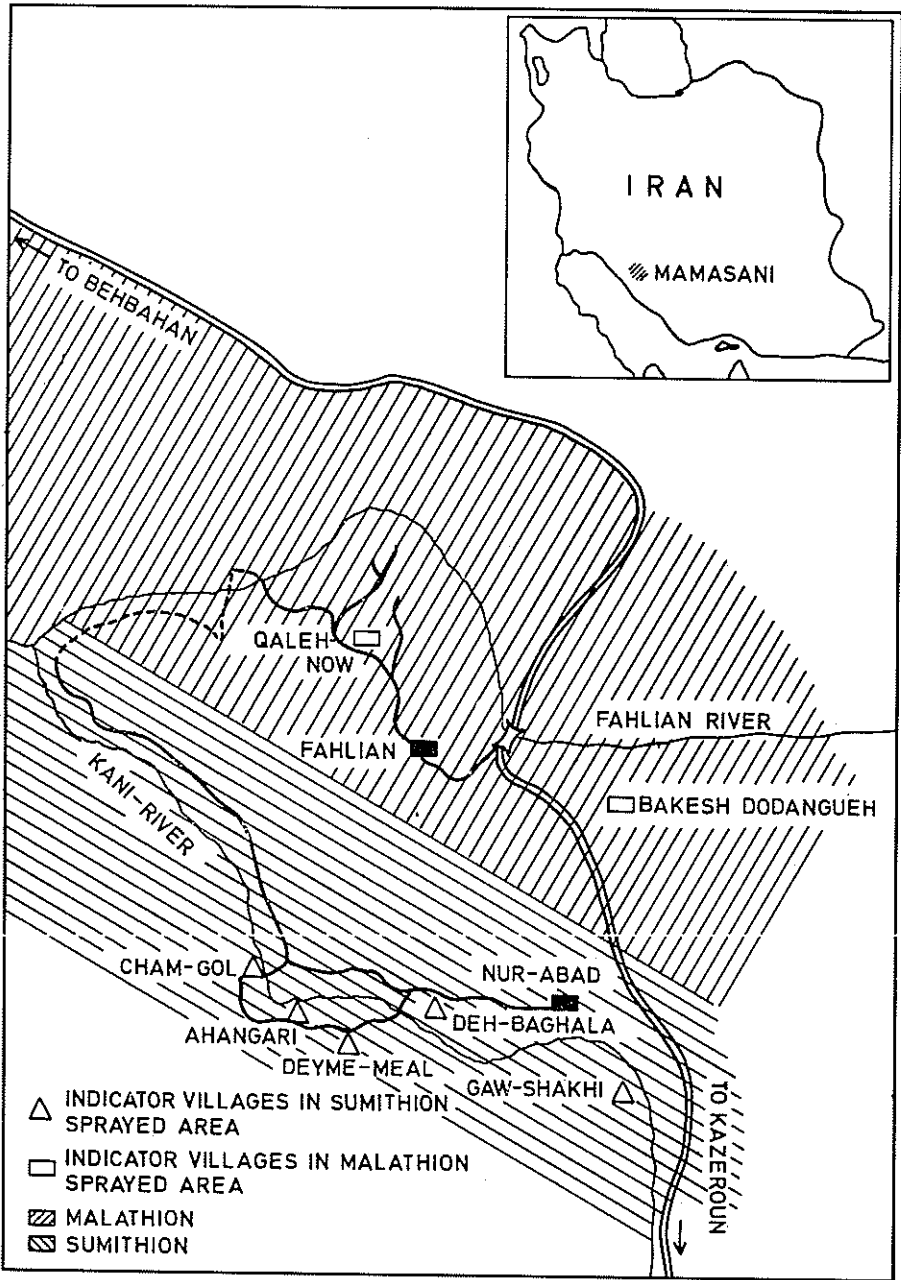 IRAN
MAMASANI
TO BEHBAHAN
QALEH-
NOW
FAHLIAN
FAHLIAN RIVER
BAKESH DODANGUEH
KANI-RIVER
CHAM-GOL
NUR-ABAD
AHANGARI
DEH-BAGHALA
DEYME-MEAL
GAW-SHAKHI
TO KAZEROUN
INDICATOR VILLAGES IN SUMITHION
SPRAYED AREA
INDICATOR VILLAGES IN MALATHION
SPRAYED AREA
MALATHION
SUMITHION